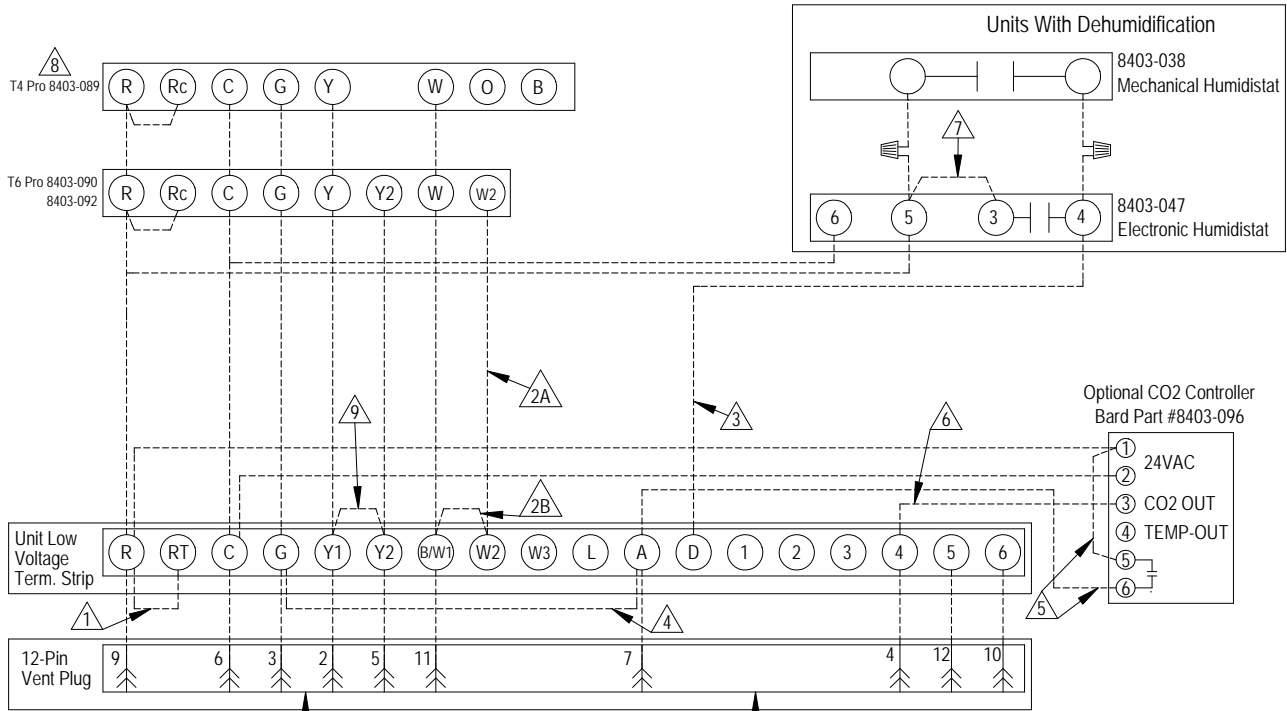 Units With Dehumidification
8403-038
Mechanical Humidistat
8
T4 Pro 8403-089
R Rc C G Y W O B
7
T6 Pro 8403-090
8403-092
R Rc C G Y Y2 W W2
6 5 3 4
8403-047
Electronic Humidistat
2A
9
3
6
Optional CO2 Controller
Bard Part #8403-096
1
24VAC
2
2B
3 CO2 OUT
4 TEMP-OUT
5
6
5
Unit Low
Voltage
Term. Strip
R RT C G Y1 Y2 B/W1 W2 W3 L A D 1 2 3 4 5 6
1
4
12-Pin
Vent Plug
9 6 3 2 5 11 7 4 12 10